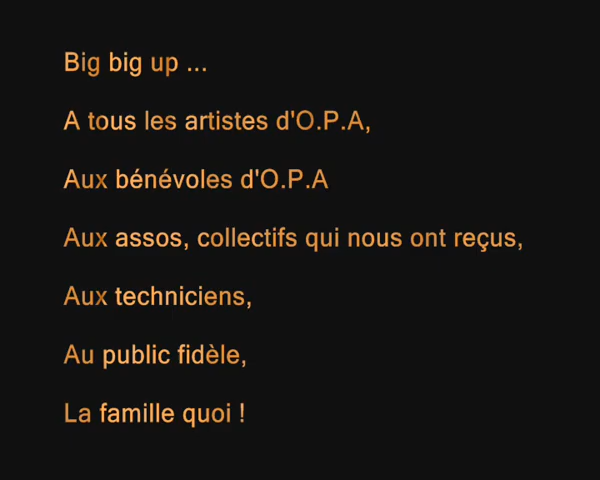 Big big up ...
A tous les artistes d'O.P.A,
Aux bénévoles d'O.P.A
Aux assos, collectifs qui nous ont reçus,
Aux techniciens,
Au public fidèle,
La famille quoi !